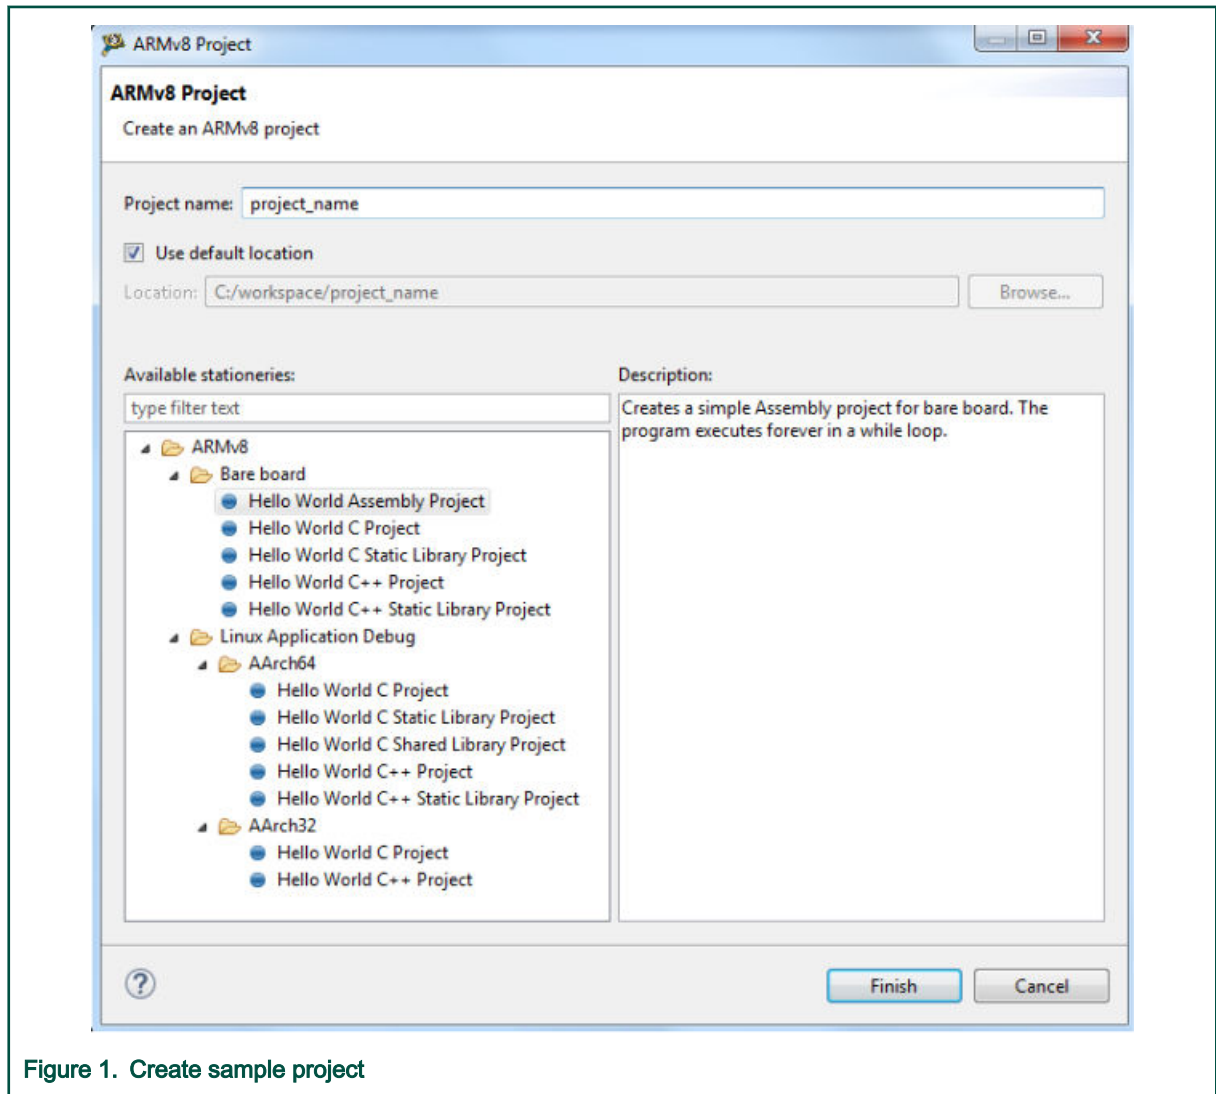 ARMv8 Project
ARMv8 Project
Create an ARMv8 project
Project name: project_name
Use default location
Location: C:/workspace/project_name Browse...
Available stationeries: Description:
type filter text
Creates a simple Assembly project for bare board. The
program executes forever in a while loop.
ARMv8
Bare board
Hello World Assembly Project
Hello World C Project
Hello World C Static Library Project
Hello World C++ Project
Hello World C++ Static Library Project
Linux Application Debug
AArch64
Hello World C Project
Hello World C Static Library Project
Hello World C Shared Library Project
Hello World C++ Project
Hello World C++ Static Library Project
AArch32
Hello World C Project
Hello World C++ Project
? Finish Cancel
Figure 1. Create sample project